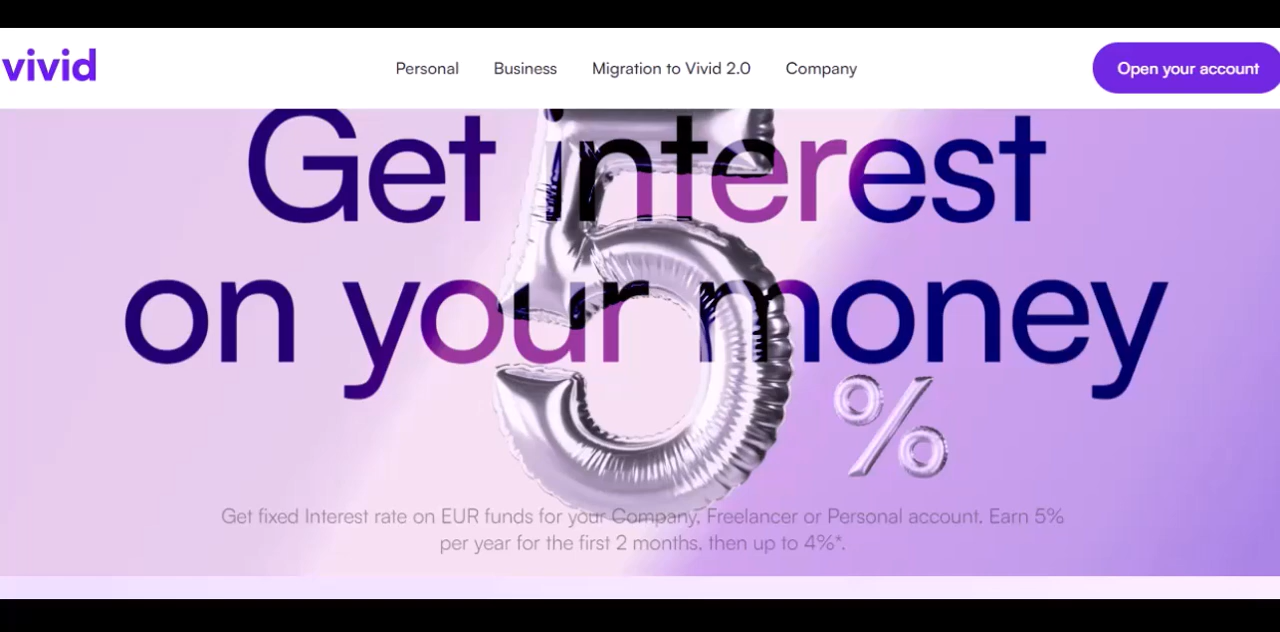 vivid
Personal Business Migration to Vivid 2.0 Company
Open your account
Get interest
on your money
5
%
Get fixed Interest rate on EUR funds for your Company, Freelancer or Personal account. Earn 5%
per year for the first 2 months, then up to 4%*.